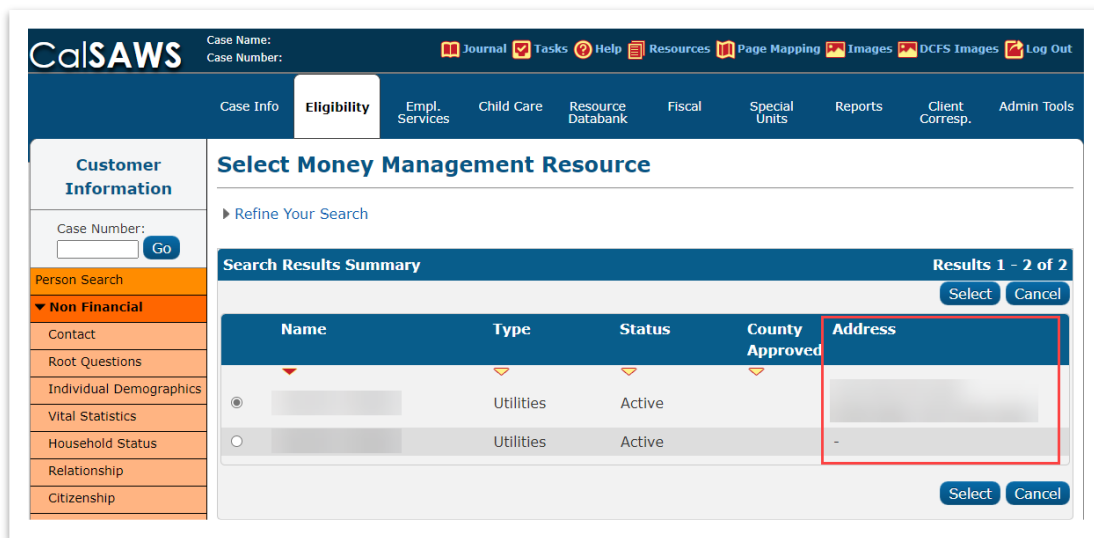 CalSAWS
Case Name:
Case Number:
Journal Tasks Help Resources Page Mapping Images DCFS Images Log Out
Case Info Eligibility Empl. Services Child Care Resource Databank Fiscal Special Units Reports Client Corresp. Admin Tools
Customer Information
Case Number:
Go
Person Search
Non Financial
Contact
Root Questions
Individual Demographics
Vital Statistics
Household Status
Relationship
Citizenship
Select Money Management Resource
Refine Your Search
Search Results Summary Results 1 - 2 of 2
Select Cancel
Name Type Status County Approved Address
Utilities Active
Utilities Active -
Select Cancel